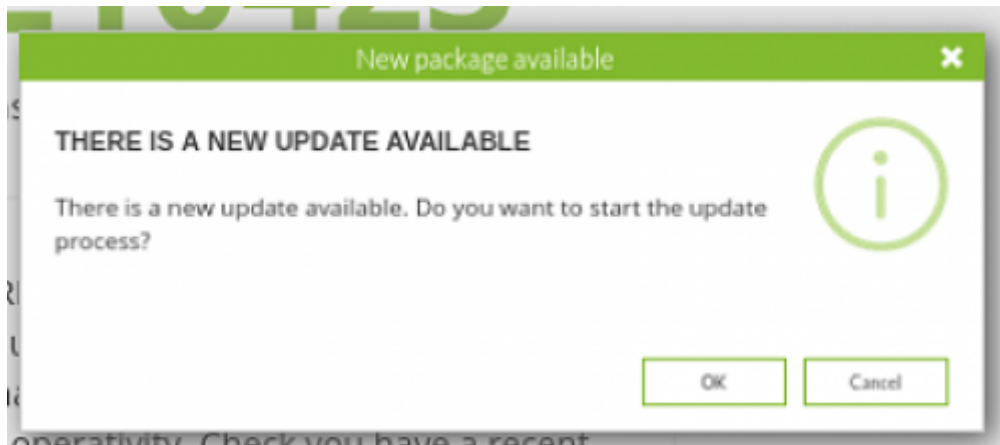 New package available
THERE IS A NEW UPDATE AVAILABLE
There is a new update available. Do you want to start the update
process?
OK
Cancel
operativity. Check you have a recent